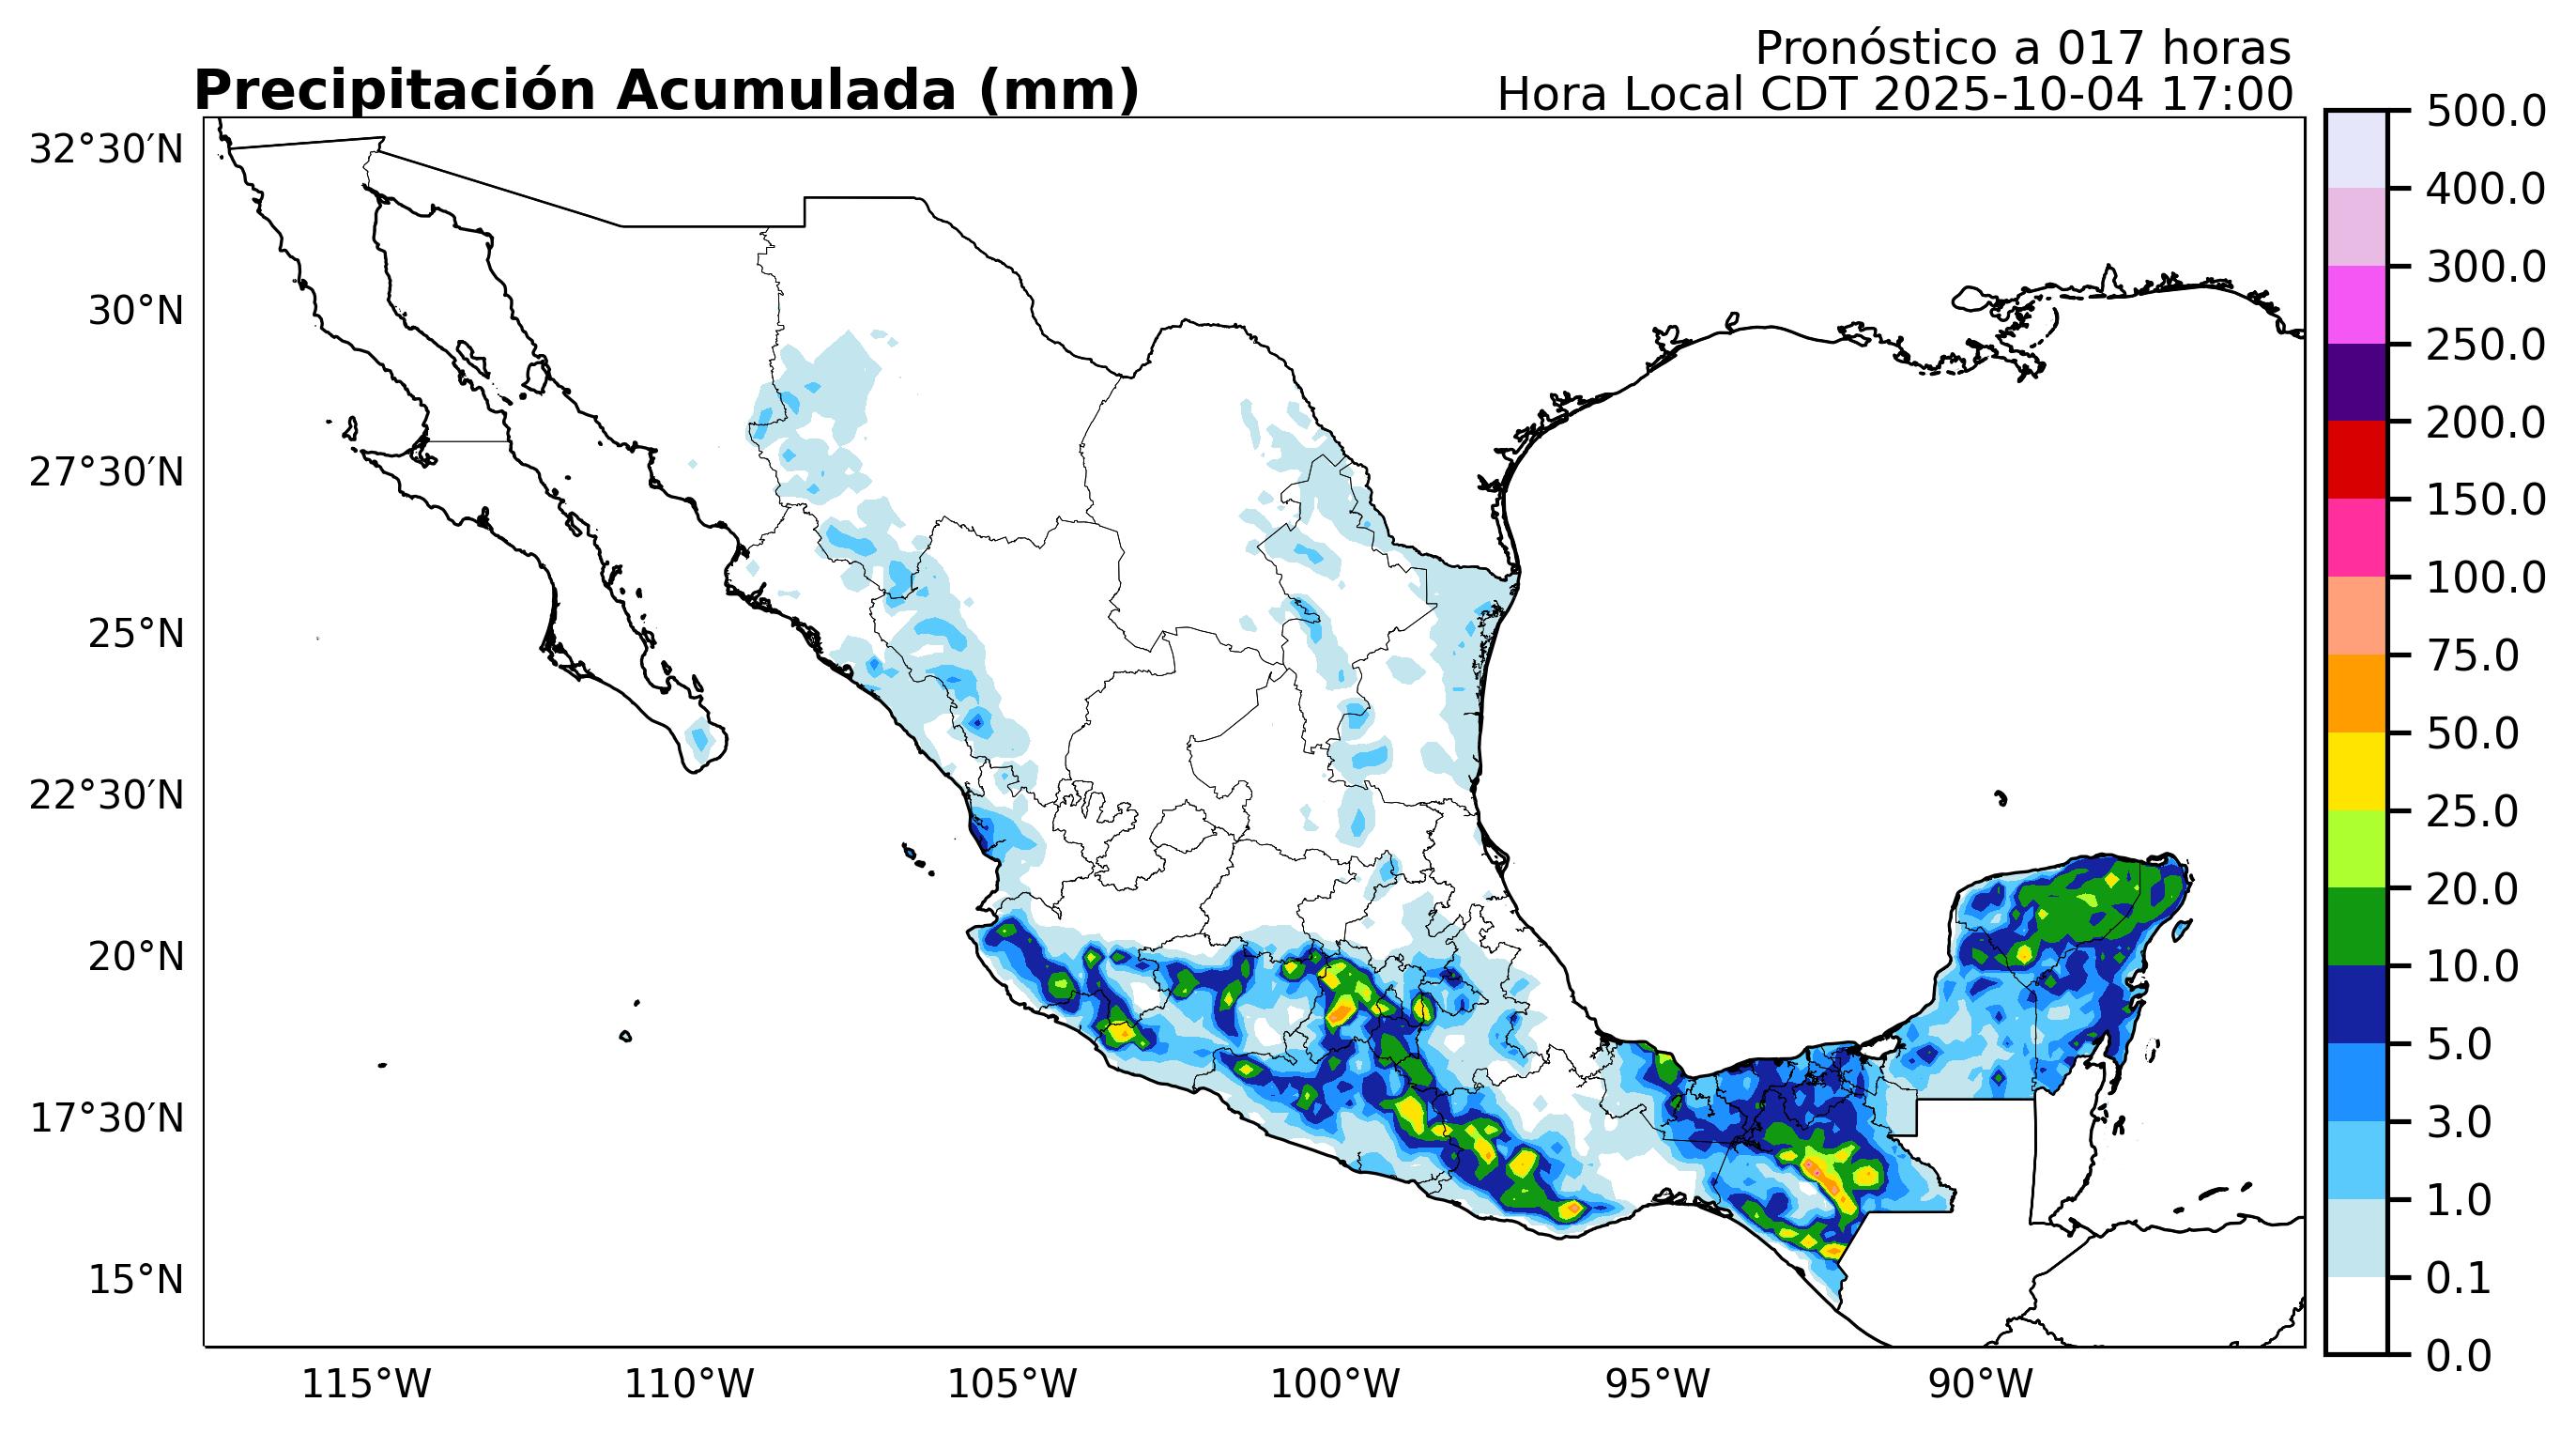 Pronóstico a 017 horas
Precipitación Acumulada (mm)
Hora Local CDT 2025-10-04 17:00
32°30′N
30°N
27°30′N
25°N
22°30′N
20°N
17°30′N
15°N
115°W
110°W
105°W
100°W
95°W
90°W
500.0
400.0
300.0
250.0
200.0
150.0
100.0
75.0
50.0
25.0
20.0
10.0
5.0
3.0
1.0
0.1
0.0